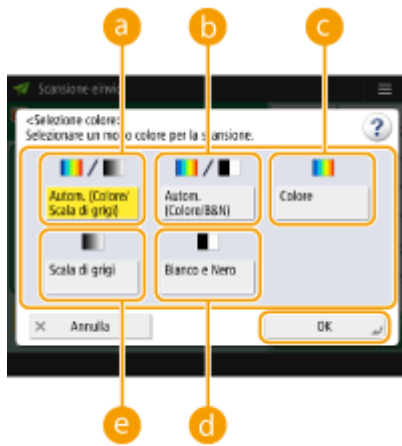 a b c
Scansione e invio
<Selezione colore>
Selezionare un modo colore per la scansione.
?
Autom. (Colore/
Scala di grigi)
Autom.
(Colore/B&N)
Colore
Scala di grigi
Bianco e Nero
Annulla
OK
e d